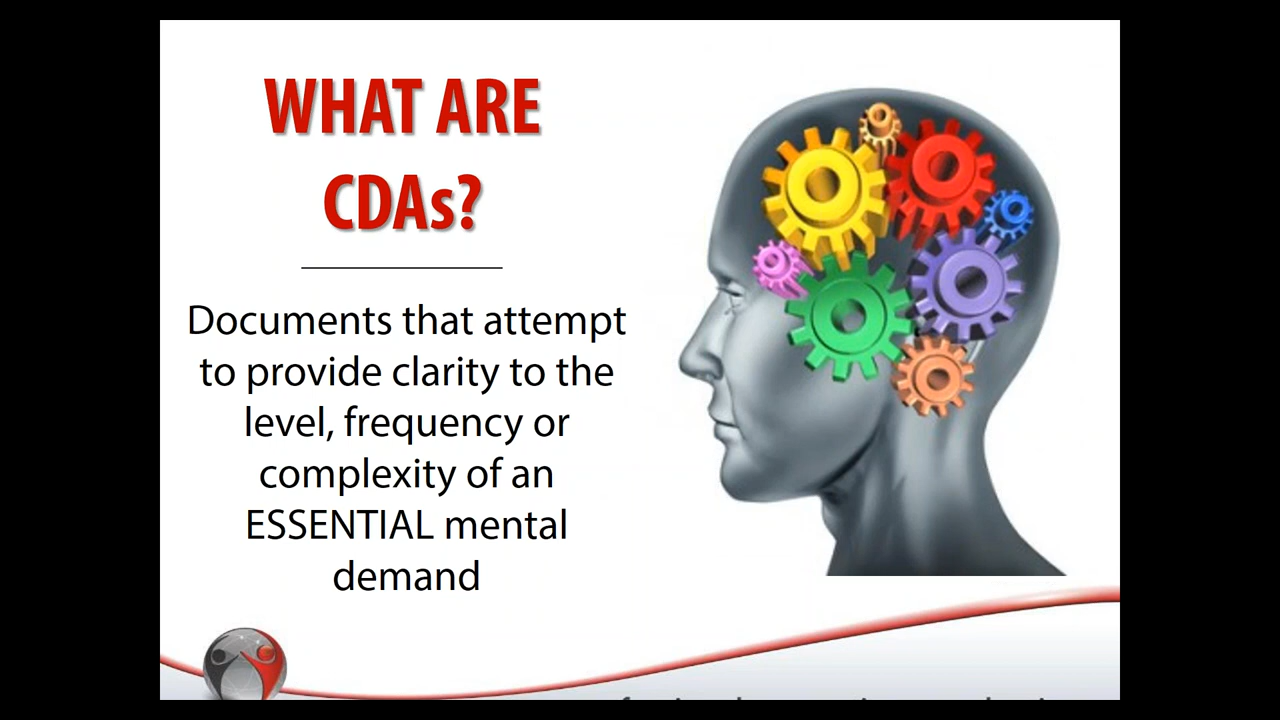 WHAT ARE
CDAs?
Documents that attempt
to provide clarity to the
level, frequency or
complexity of an
ESSENTIAL mental
demand